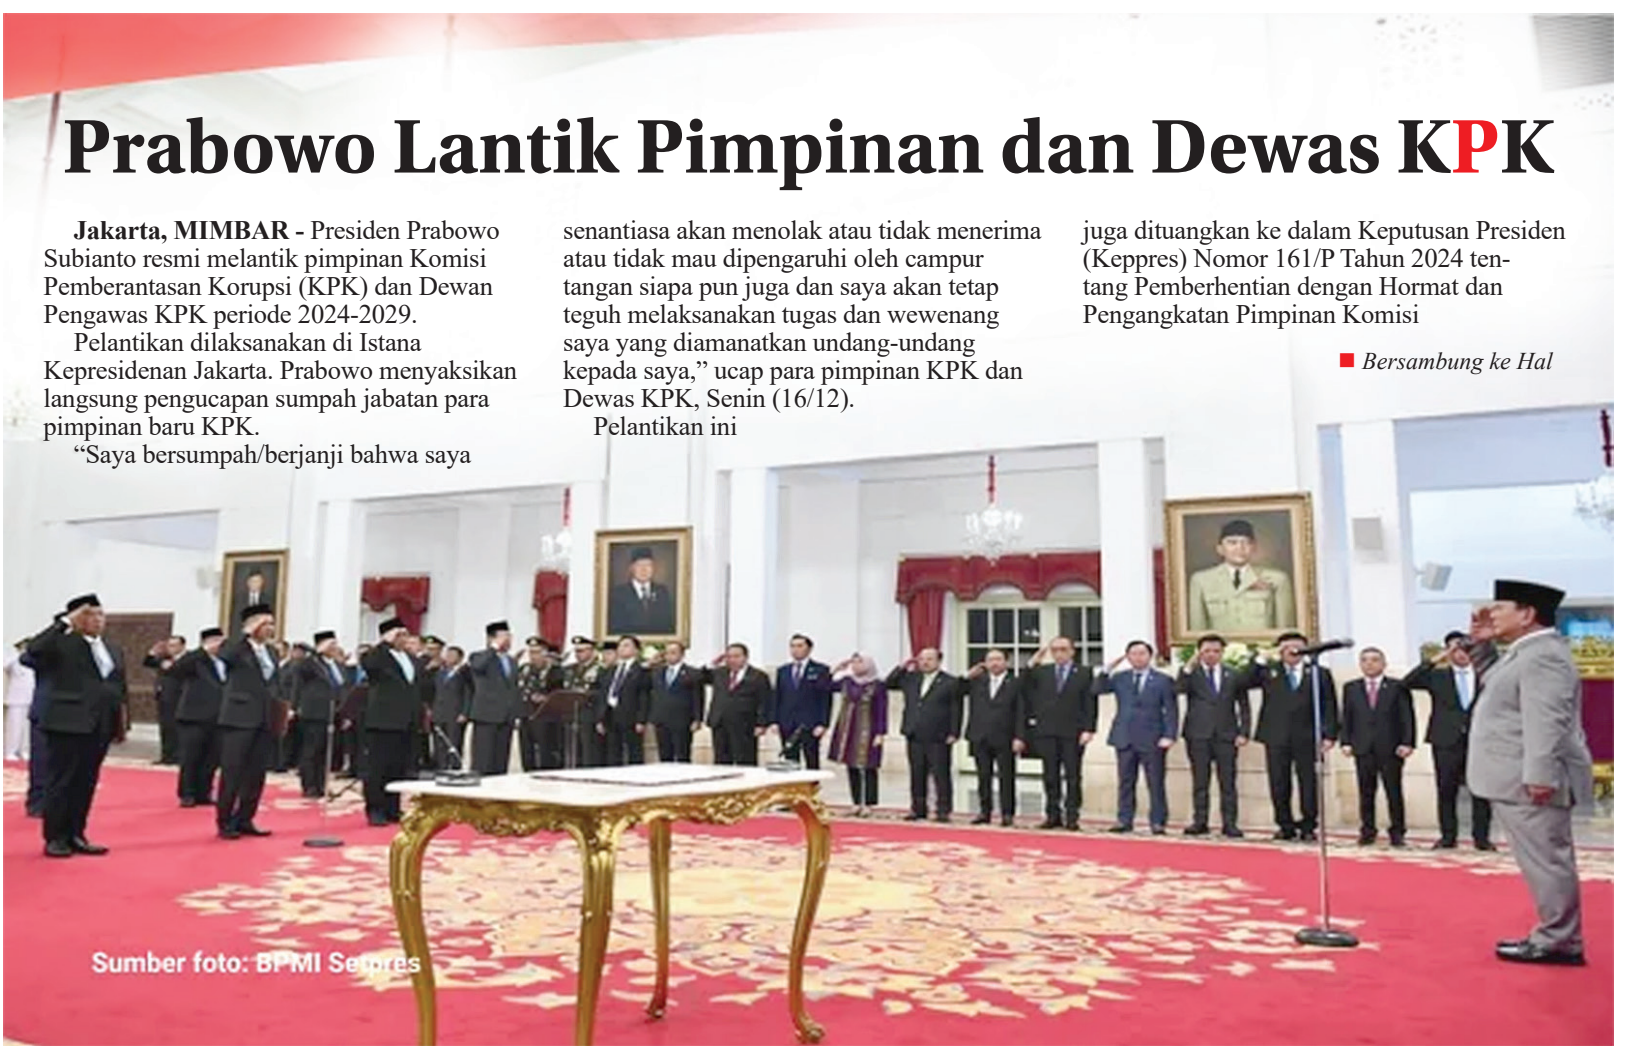 Prabowo Lantik Pimpinan dan Dewas KPK
Jakarta, MIMBAR - Presiden Prabowo
Subianto resmi melantik pimpinan Komisi
Pemberantasan Korupsi (KPK) dan Dewan
Pengawas KPK periode 2024-2029.
Pelantikan dilaksanakan di Istana
Kepresidenan Jakarta. Prabowo menyaksikan
langsung pengucapan sumpah jabatan para
pimpinan baru KPK.
“Saya bersumpah/berjanji bahwa saya
senantiasa akan menolak atau tidak menerima
atau tidak mau dipengaruhi oleh campur
tangan siapa pun juga dan saya akan tetap
teguh melaksanakan tugas dan wewenang
saya yang diamanatkan undang-undang
kepada saya,” ucap para pimpinan KPK dan
Dewas KPK, Senin (16/12).
Pelantikan ini
juga dituangkan ke dalam Keputusan Presiden
(Keppres) Nomor 161/P Tahun 2024 ten-
tang Pemberhentian dengan Hormat dan
Pengangkatan Pimpinan Komisi
■ Bersambung ke Hal
Sumber foto: BPMI Setpres